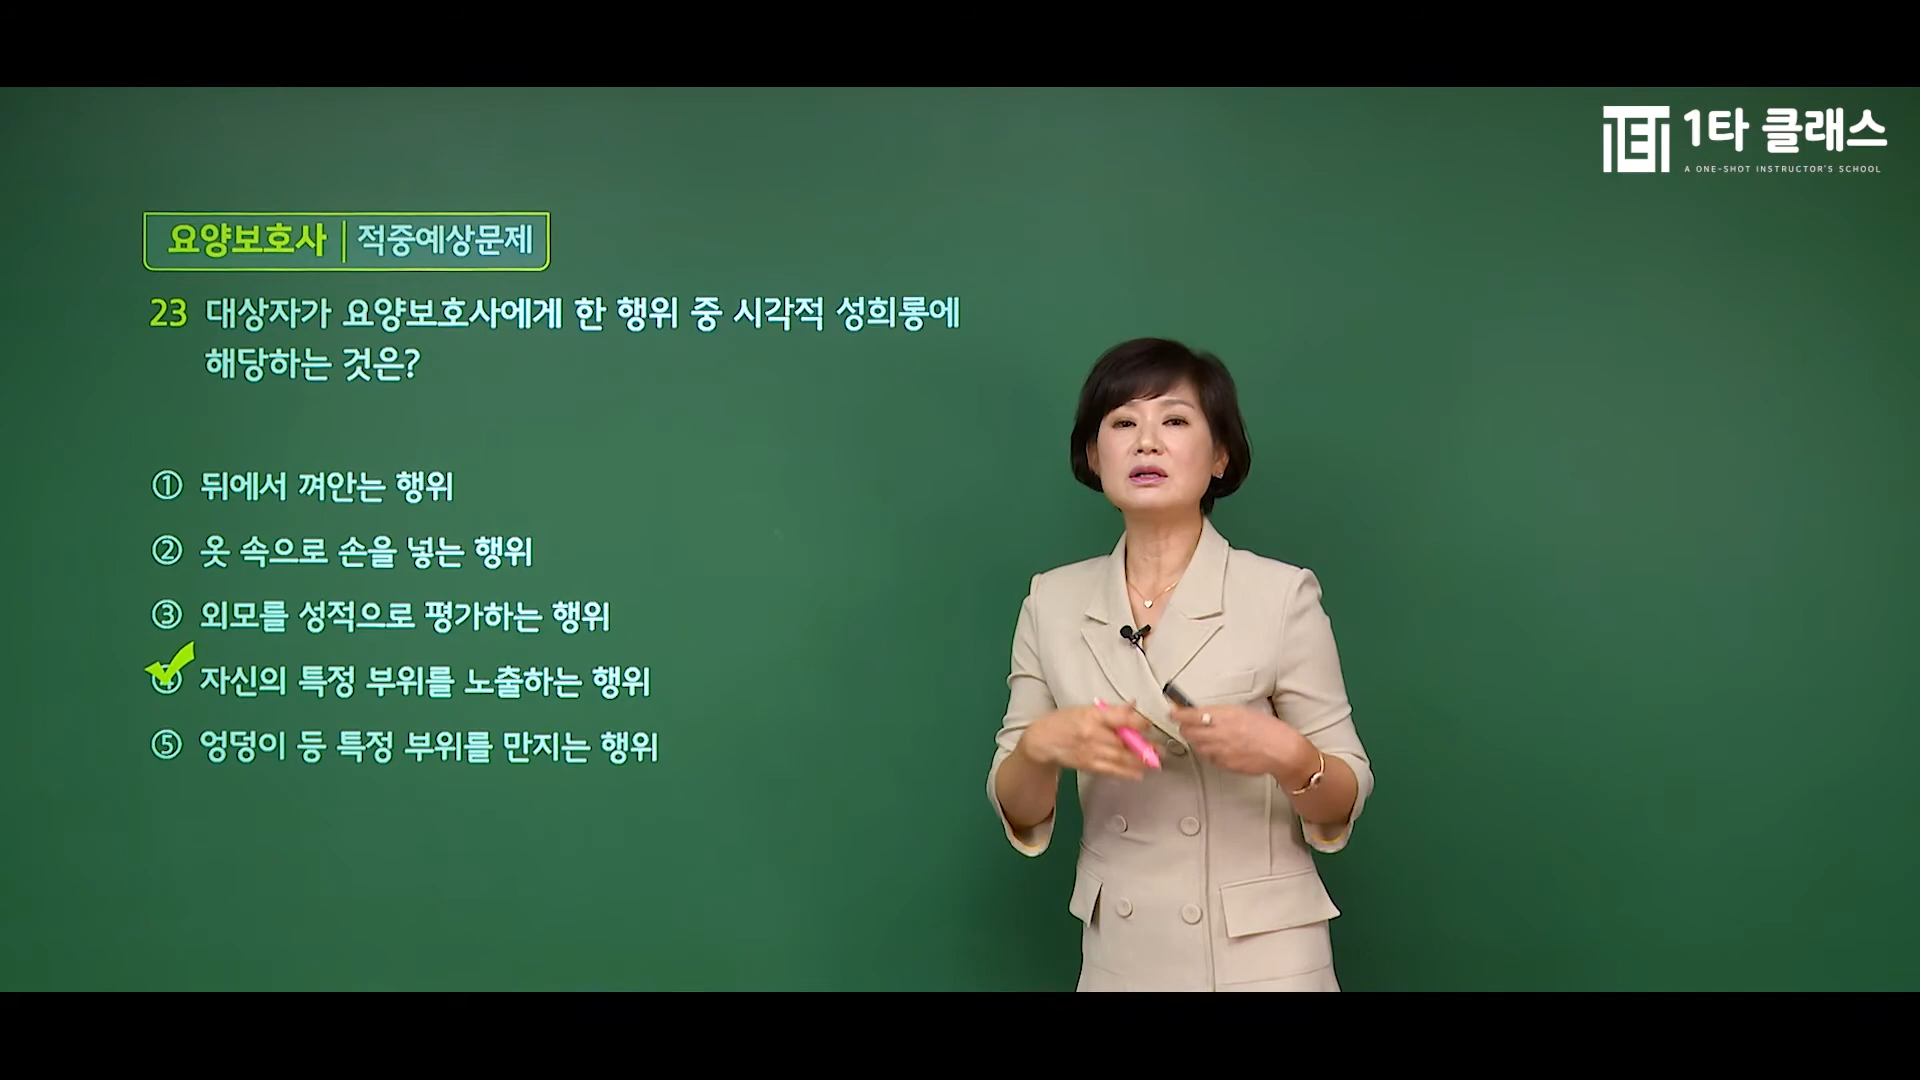 1타 클래스
A ONE-SHOT INSTRUCTOR'S SCHOOL
요양보호사 | 적중예상문제
23 대상자가 요양보호사에게 한 행위 중 시각적 성희롱에
해당하는 것은?
① 뒤에서 껴안는 행위
② 옷 속으로 손을 넣는 행위
③ 외모를 성적으로 평가하는 행위
④ 자신의 특정 부위를 노출하는 행위
⑤ 엉덩이 등 특정 부위를 만지는 행위